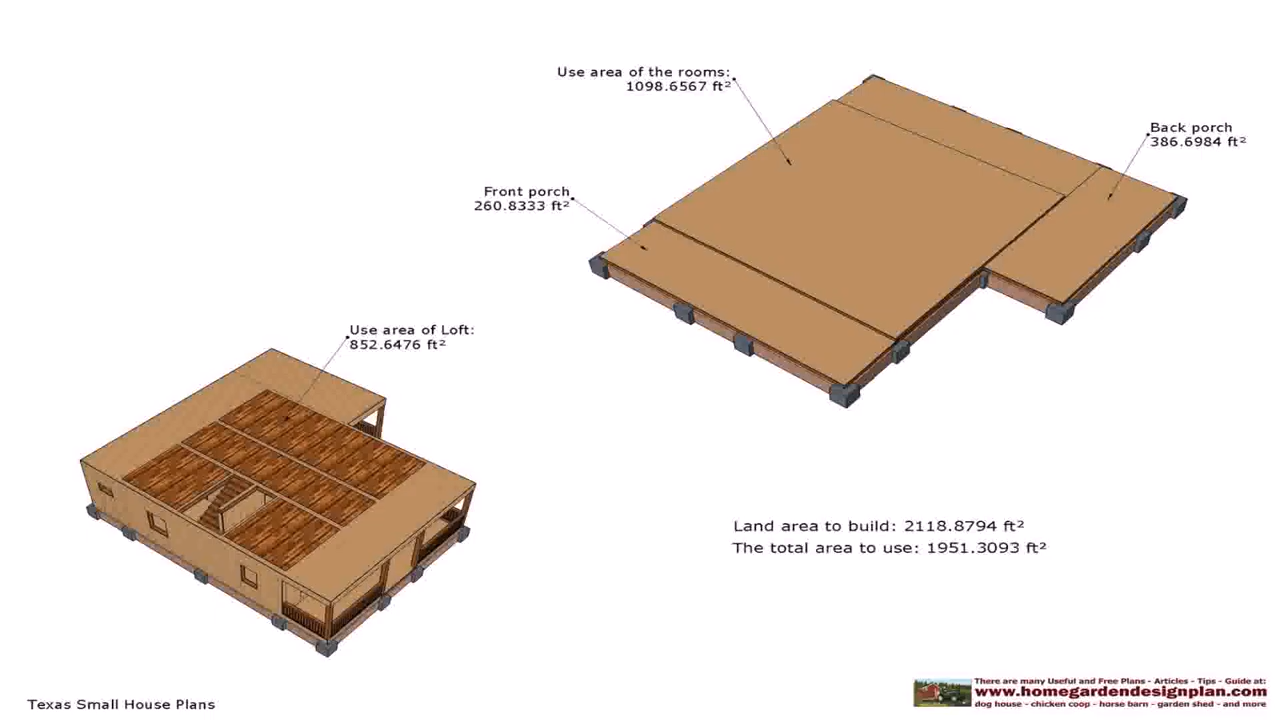 Use area of the rooms:
1098.6567 ft²
Back porch
386.6984 ft²
Front porch
260.8333 ft²
Use area of Loft:
852.6476 ft²
Land area to build: 2118.8794 ft²
The total area to use: 1951.3093 ft²
Texas Small House Plans
There are many Useful and Free Plans - Articles - Tips - Guide at:
www.homegardendesignplan.com
dog house - chicken coop - horse barn - garden shed - and more